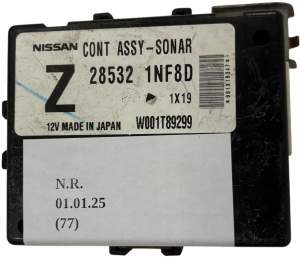 NISSAN CONT ASSY-SONAR
Z 28532 1NF8D
1X19
12V MADE IN JAPAN W001T89299
N.R.
01.01.25
(77)